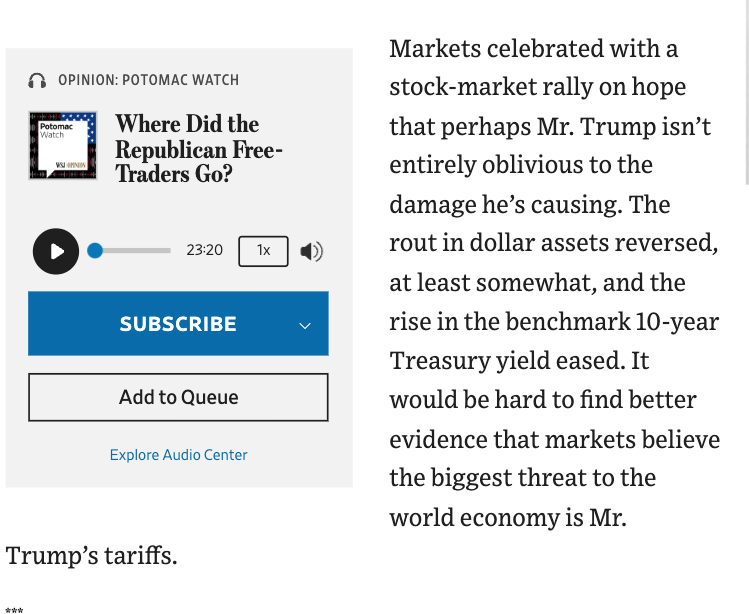 OPINION: POTOMAC WATCH
Potomac
Watch
WSJ OPINION
Where Did the
Republican Free-
Traders Go?
23:20
1x
SUBSCRIBE
Add to Queue
Explore Audio Center
Markets celebrated with a
stock-market rally on hope
that perhaps Mr. Trump isn’t
entirely oblivious to the
damage he’s causing. The
rout in dollar assets reversed,
at least somewhat, and the
rise in the benchmark 10-year
Treasury yield eased. It
would be hard to find better
evidence that markets believe
the biggest threat to the
world economy is Mr.
Trump’s tariffs.
***